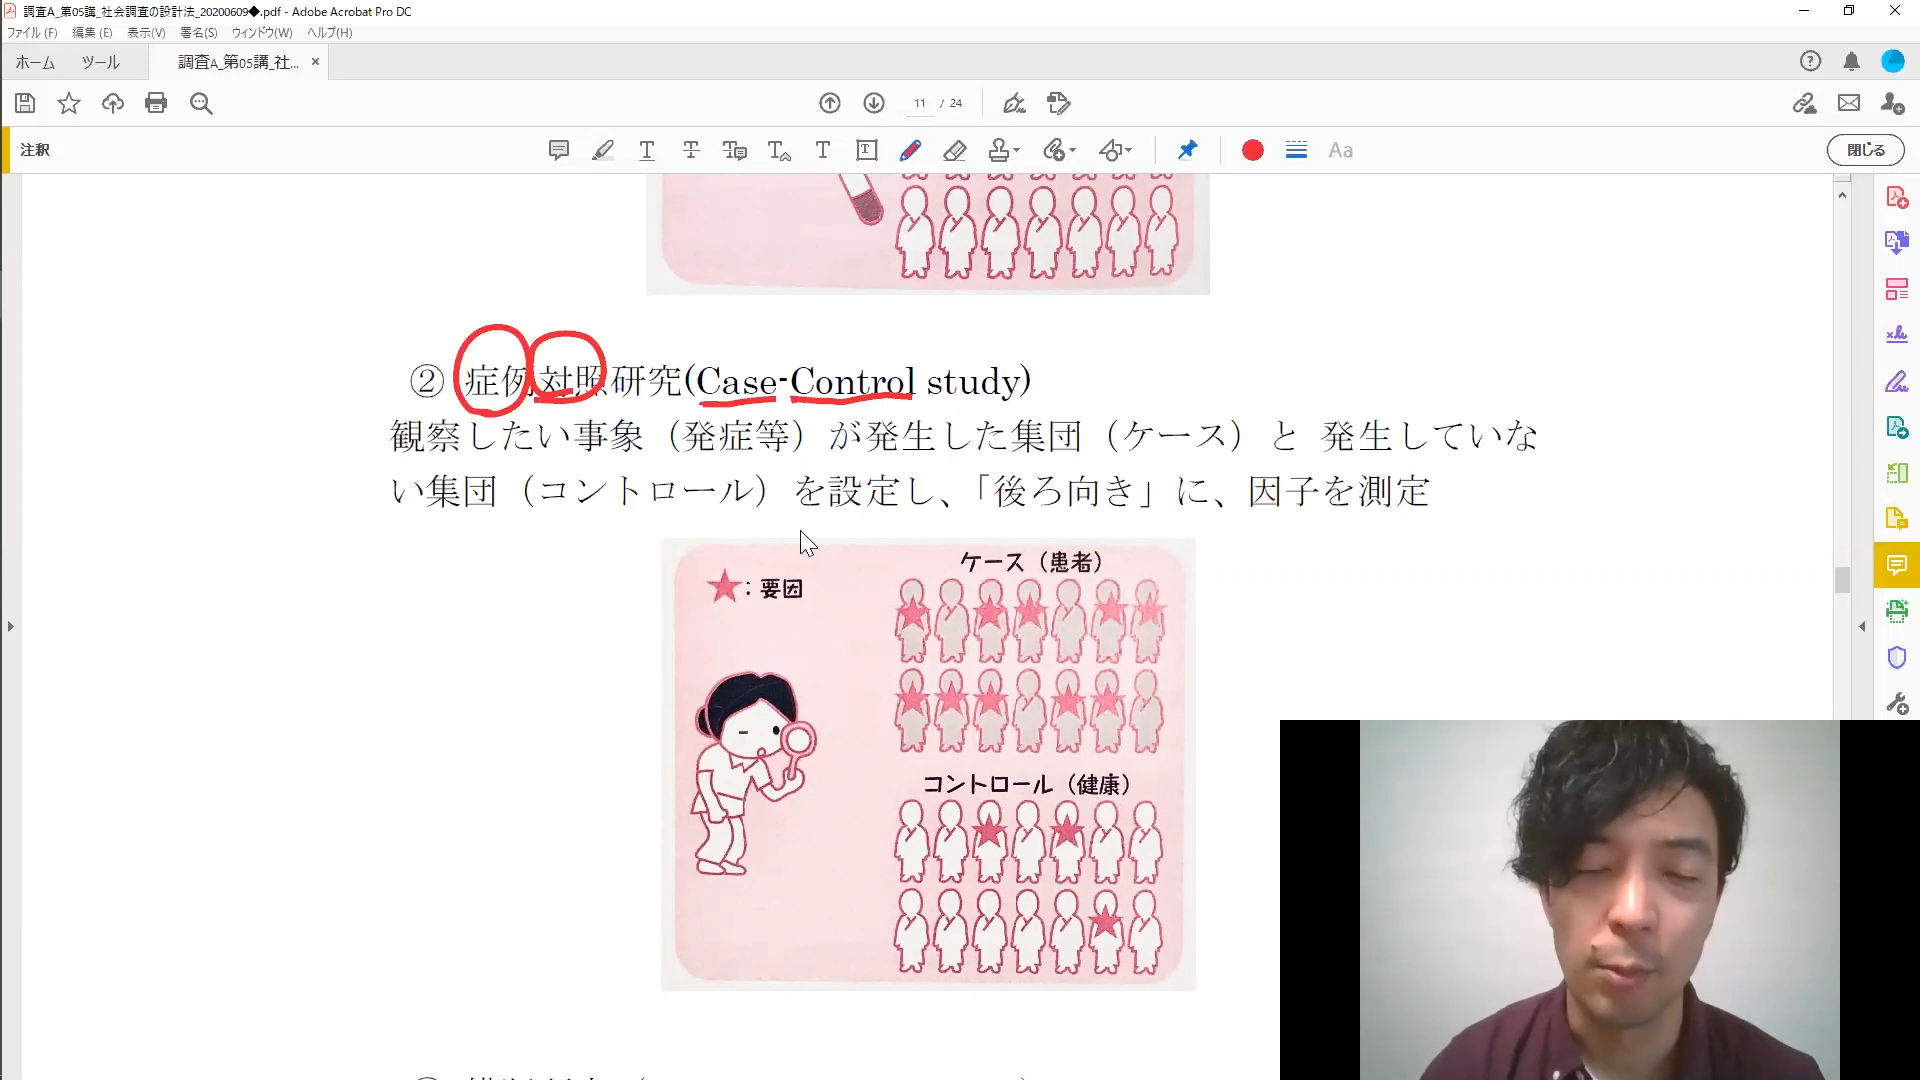 調査A_第05講_社会調査の設計法_20200609◆.pdf - Adobe Acrobat Pro DC
ファイル(F) 編集(E) 表示(V) 署名(S) ウィンドウ(W) ヘルプ(H)
ホーム ツール 調査A_第05講_社... ×
11 / 24
注釈 Aa 閉じる
② 症例対照研究(Case-Control study)
観察したい事象（発症等）が発生した集団（ケース）と 発生していな
い集団（コントロール）を設定し、「後ろ向き」に、因子を測定
ケース（患者）
★：要因
コントロール（健康）